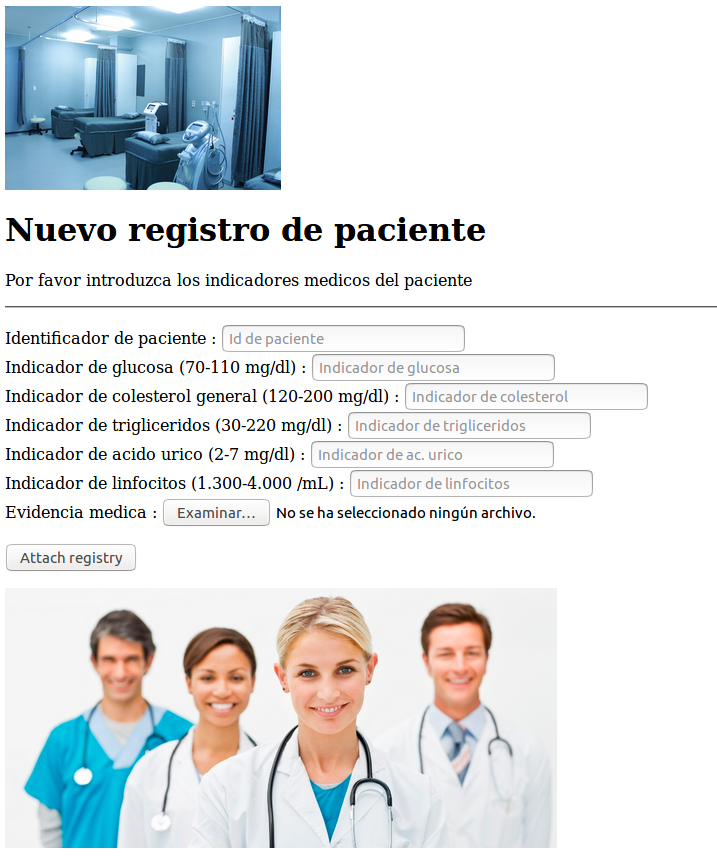 Nuevo registro de paciente
Por favor introduzca los indicadores medicos del paciente
Identificador de paciente : Id de paciente
Indicador de glucosa (70-110 mg/dl) : Indicador de glucosa
Indicador de colesterol general (120-200 mg/dl) : Indicador de colesterol
Indicador de trigliceridos (30-220 mg/dl) : Indicador de trigliceridos
Indicador de acido urico (2-7 mg/dl) : Indicador de ac. urico
Indicador de linfocitos (1.300-4.000 /mL) : Indicador de linfocitos
Evidencia medica : Examinar... No se ha seleccionado ningún archivo.
Attach registry